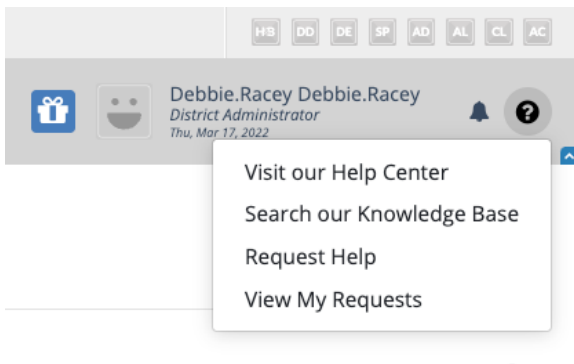 HB DD DE SP AD AL CL AC
Debbie.Racey Debbie.Racey
District Administrator
Thu, Mar 17, 2022
?
Visit our Help Center
Search our Knowledge Base
Request Help
View My Requests